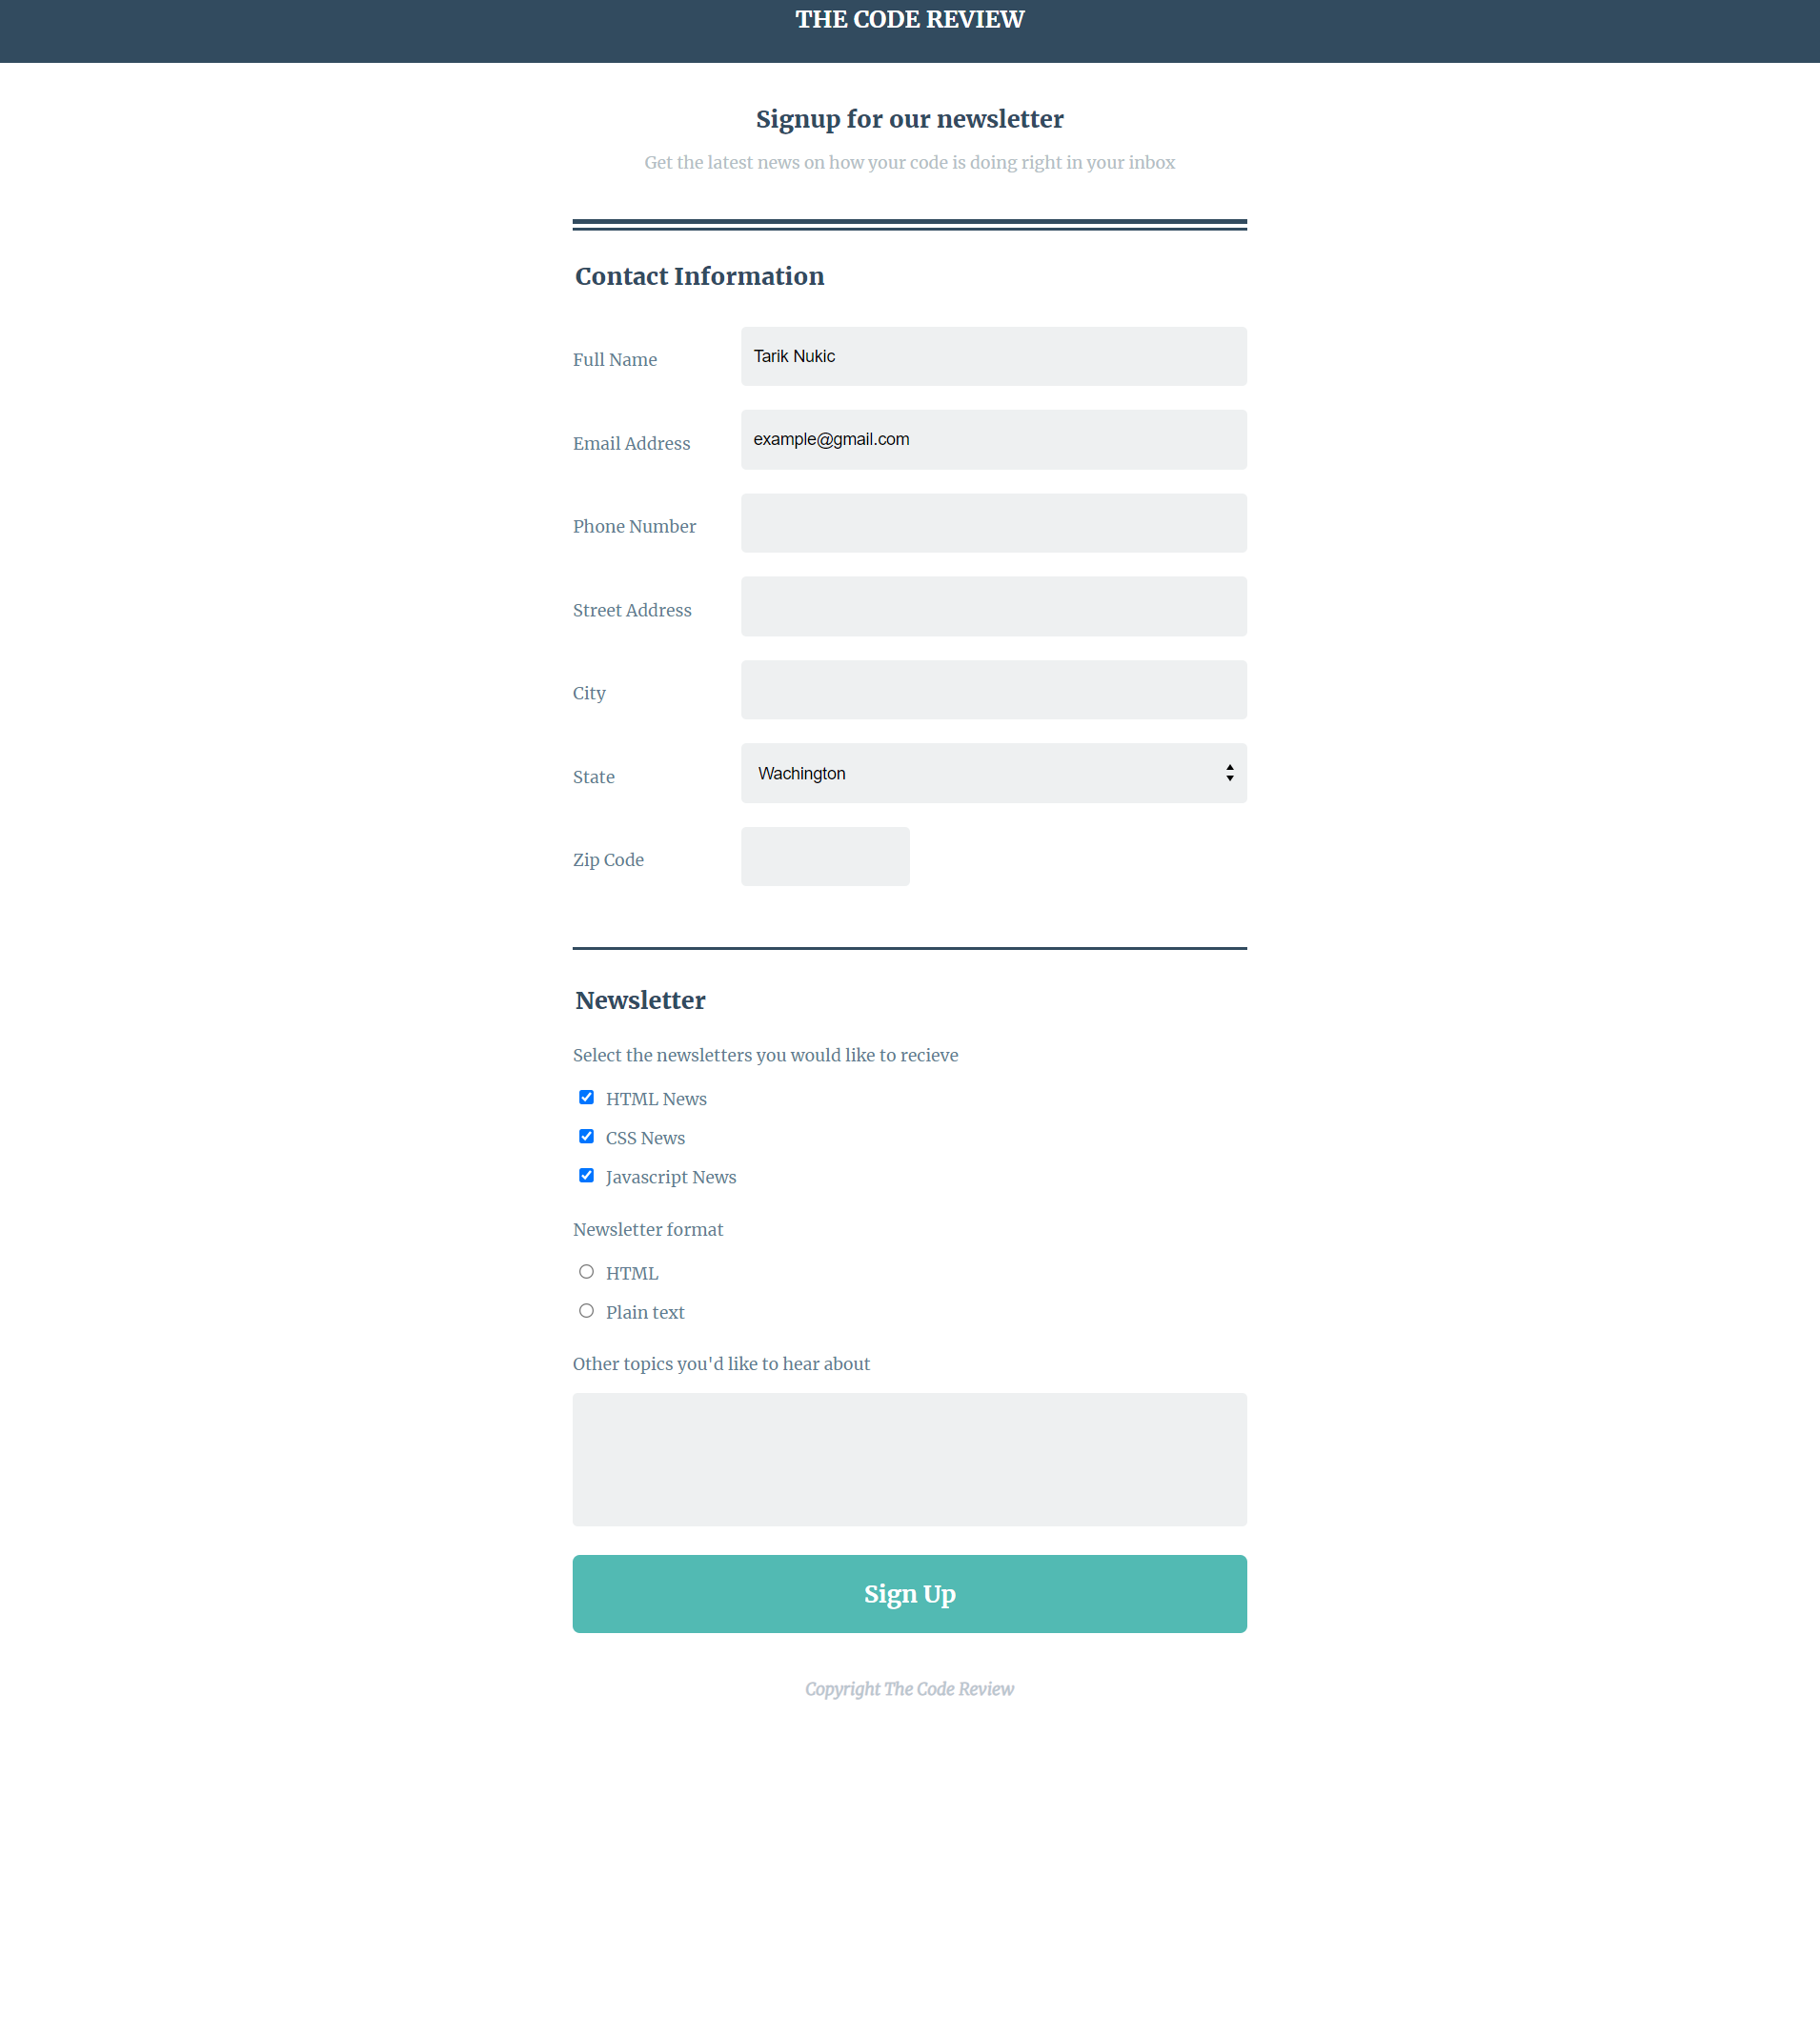 THE CODE REVIEW
Signup for our newsletter
Get the latest news on how your code is doing right in your inbox
Contact Information
Full Name Tarik Nukic
Email Address example@gmail.com
Phone Number
Street Address
City
State Wachington
Zip Code
Newsletter
Select the newsletters you would like to recieve
HTML News
CSS News
Javascript News
Newsletter format
HTML
Plain text
Other topics you'd like to hear about
Sign Up
Copyright The Code Review